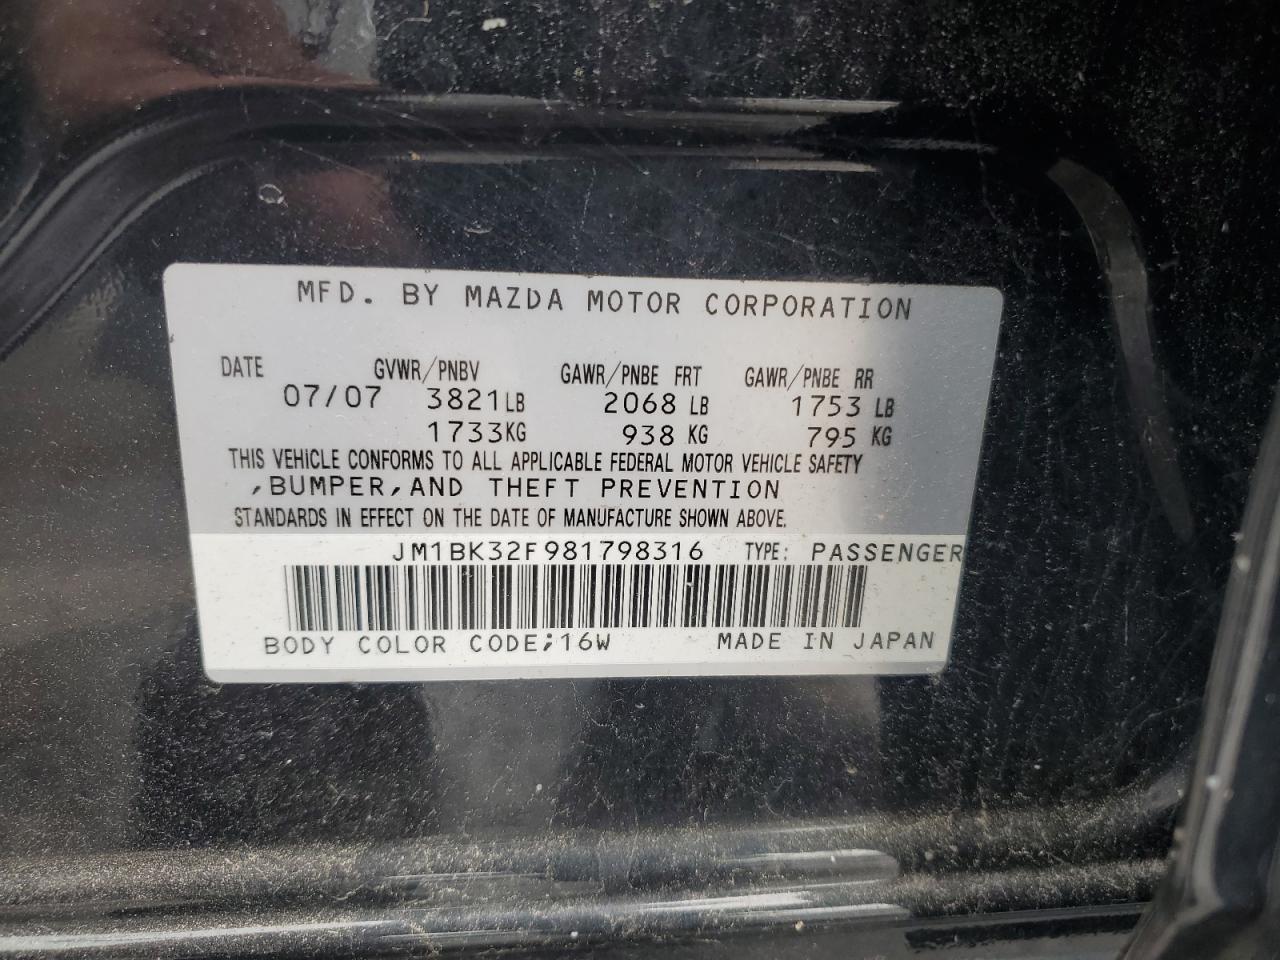 MFD. BY MAZDA MOTOR CORPORATION
DATE GVWR/PNBV GAWR/PNBE FRT GAWR/PNBE RR
07/07 3821LB 2068 LB 1753 LB
1733KG 938 KG 795 KG
THIS VEHICLE CONFORMS TO ALL APPLICABLE FEDERAL MOTOR VEHICLE SAFETY
,BUMPER,AND THEFT PREVENTION
STANDARDS IN EFFECT ON THE DATE OF MANUFACTURE SHOWN ABOVE.
JM1BK32F981798316 TYPE: PASSENGER
BODY COLOR CODE;16W MADE IN JAPAN